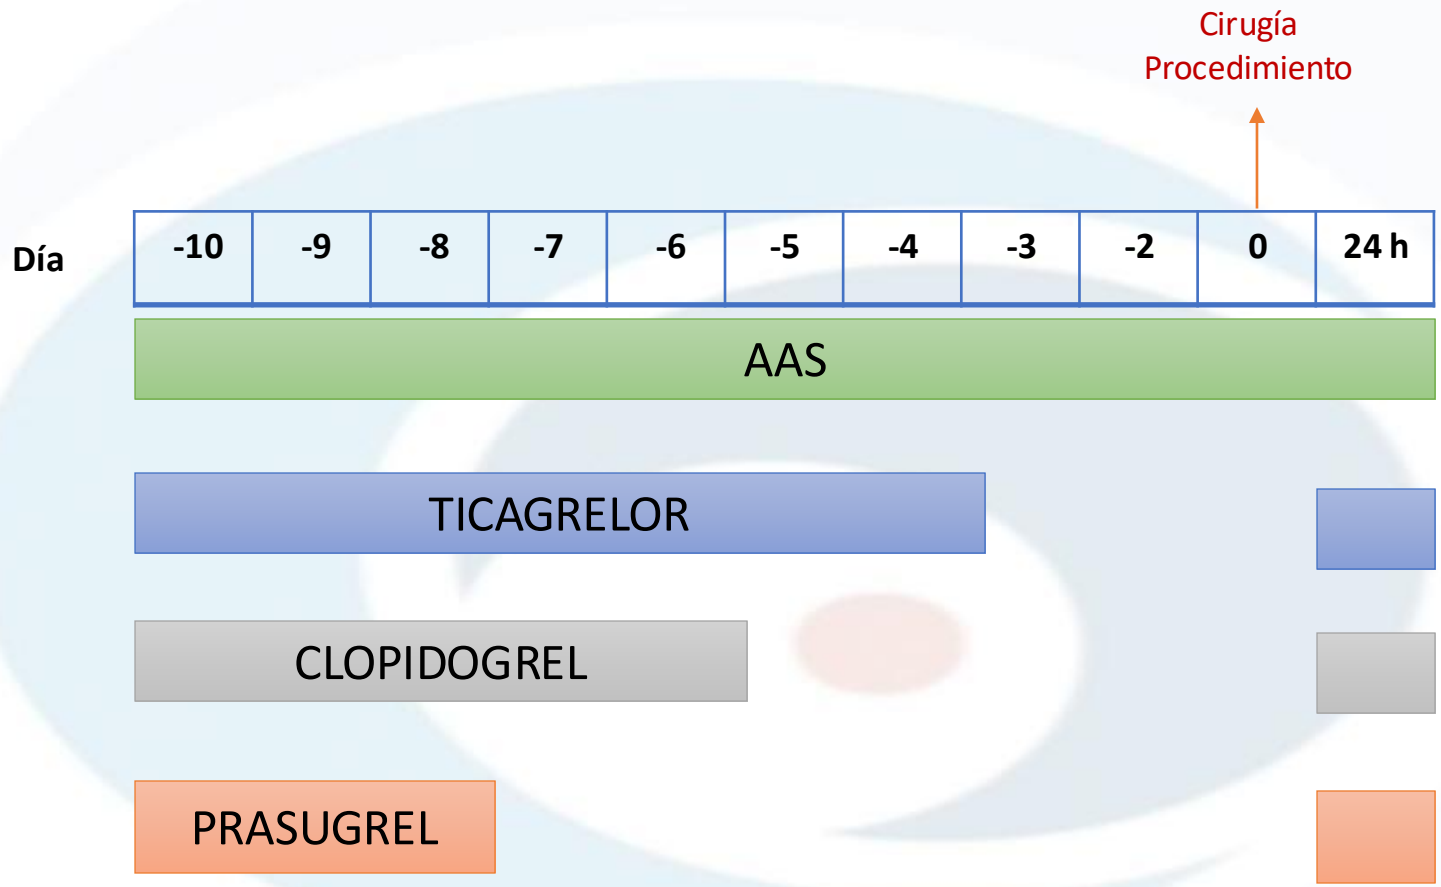 Cirugía
Procedimiento
Día -10 -9 -8 -7 -6 -5 -4 -3 -2 0 24 h
AAS
TICAGRELOR
CLOPIDOGREL
PRASUGREL